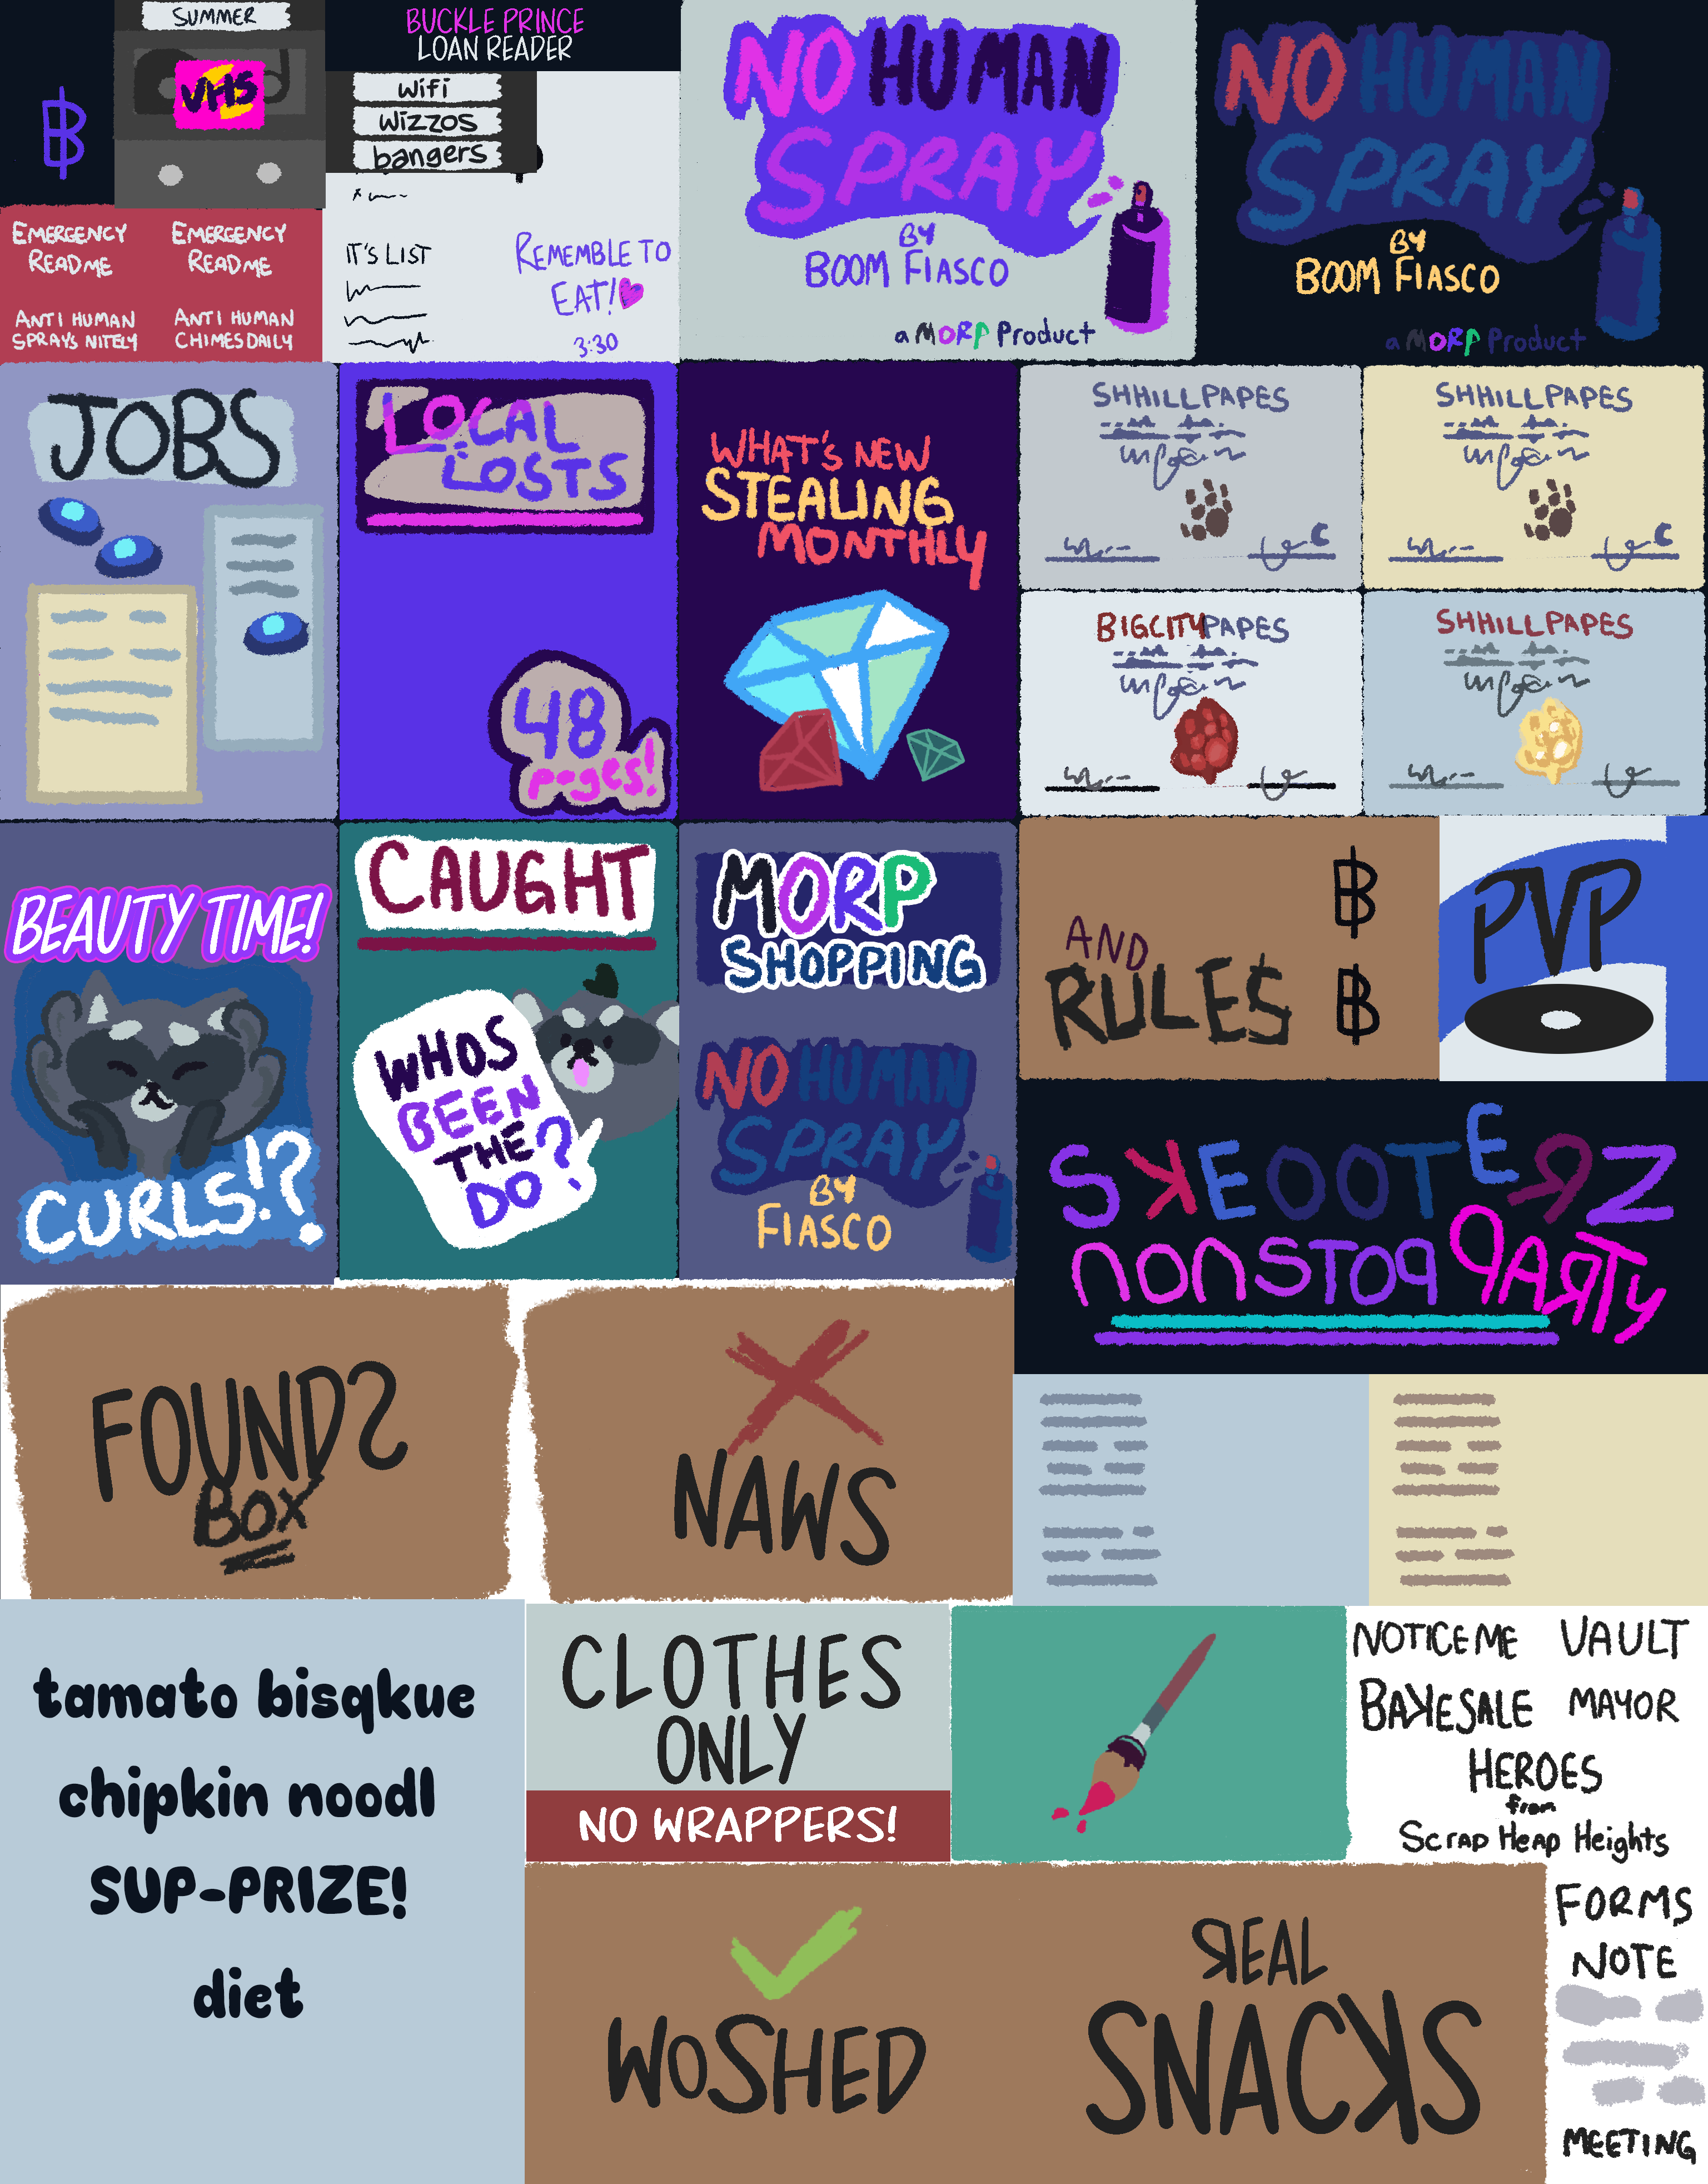 SUMMER
VHS
BUCKLE PRINCE
LOAN READER
wifi
wizzos
bangers
EMERGENCY
README
ANTI HUMAN
SPRAYS NITELY
EMERGENCY
README
ANTI HUMAN
CHIMES DAILY
IT'S LIST
REMEMBLE TO
EAT!
3:30
NO HUMAN
SPRAY
BY
BOOM FIASCO
a MORP Product
NO HUMAN
SPRAY
BY
BOOM FIASCO
a MORP Product
JOBS
LOCAL
LOSTS
48
pages!
WHAT'S NEW
STEALING
MONTHLY
SHHILLPAPES
SHHILLPAPES
BIGCITYPAPES
SHHILLPAPES
BEAUTY TIME!
CURLS!?
CAUGHT
WHOS
BEEN
THE
DO?
MORP
SHOPPING
NO HUMAN
SPRAY
BY
FIASCO
AND
RULES
PVP
SKEOOTERZ
NONSTOP PARTY
FOUNDS
BOX
NAWS
tamato bisqkue
chipkin noodl
SUP-PRIZE!
diet
CLOTHES
ONLY
NO WRAPPERS!
NOTICEME
VAULT
BAKESALE
MAYOR
HEROES
from
Scrap Heap Heights
FORMS
NOTE
MEETING
WOSHED
REAL
SNACKS